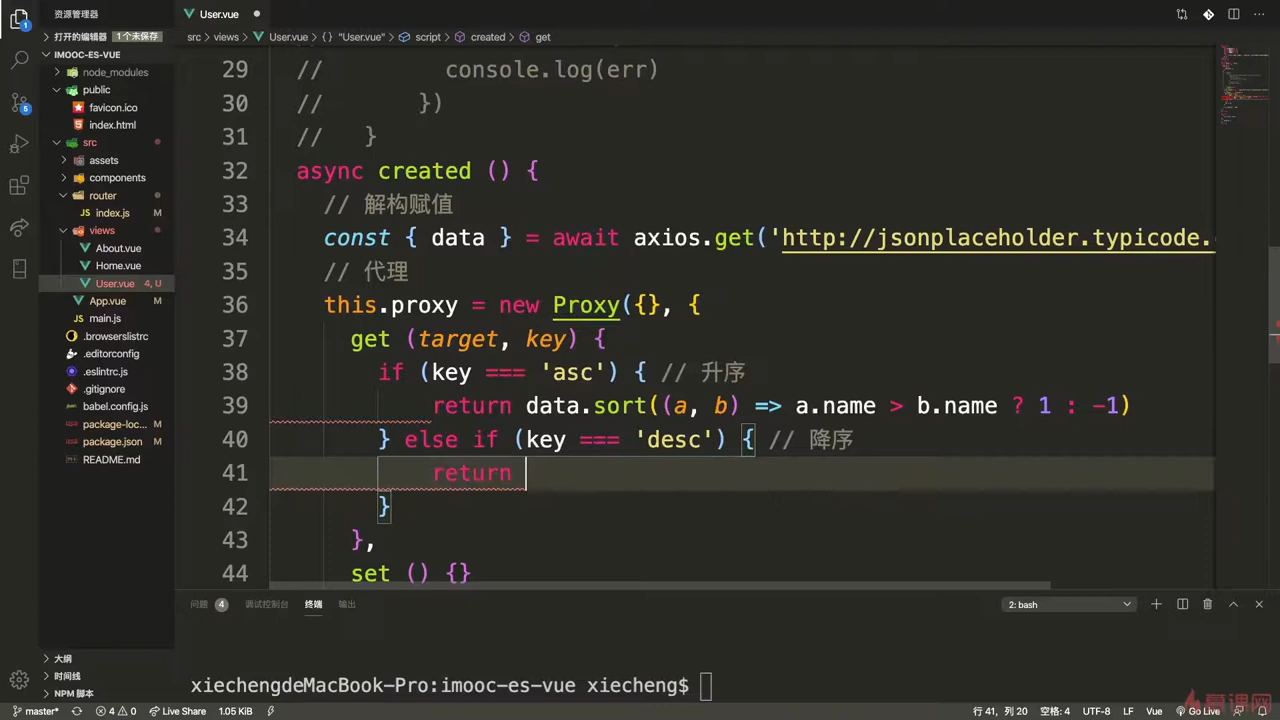 资源管理器
User.vue
打开的编辑器 1个未保存
src views User.vue {} "User.vue" script created get
IMOOC-ES-VUE
node_modules
public
favicon.ico
index.html
src
assets
components
router
index.js M
views
About.vue
Home.vue
User.vue 4, U
App.vue M
main.js
.browserslistrc
.editorconfig
.eslintrc.js
.gitignore
babel.config.js
package-loc... M
package.json M
README.md
大纲
时间线
NPM 脚本
29 // console.log(err)
30 // })
31 // }
32 async created () {
33 // 解构赋值
34 const { data } = await axios.get('http://jsonplaceholder.typicode.
35 // 代理
36 this.proxy = new Proxy({}, {
37 get (target, key) {
38 if (key === 'asc') { // 升序
39 return data.sort((a, b) => a.name > b.name ? 1 : -1)
40 } else if (key === 'desc') { // 降序
41 return
42 }
43 },
44 set () {}
问题 4 调试控制台 终端 输出 2: bash
xiechengdeMacBook-Pro:imooc-es-vue xiecheng$
master* 4 0 Live Share 1.05 KiB 行 41, 列 20 空格: 4 UTF-8 LF Vue Go Live
慕课网